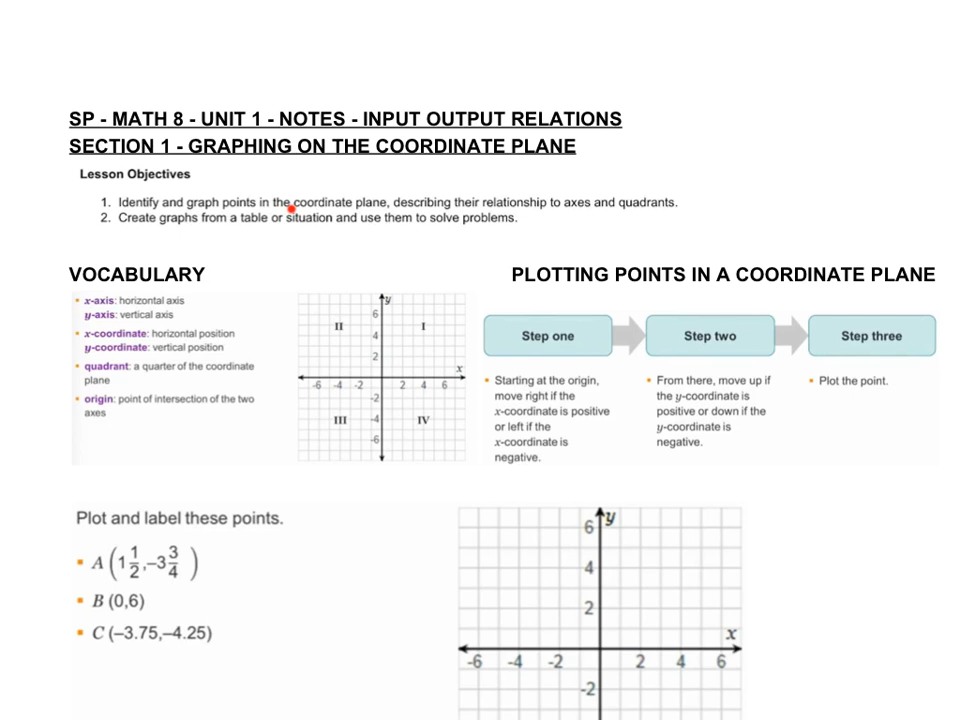 SP - MATH 8 - UNIT 1 - NOTES - INPUT OUTPUT RELATIONS
SECTION 1 - GRAPHING ON THE COORDINATE PLANE
Lesson Objectives
1. Identify and graph points in the coordinate plane, describing their relationship to axes and quadrants.
2. Create graphs from a table or situation and use them to solve problems.
VOCABULARY
▪ x-axis: horizontal axis
y-axis: vertical axis
▪ x-coordinate: horizontal position
y-coordinate: vertical position
▪ quadrant: a quarter of the coordinate
plane
▪ origin: point of intersection of the two
axes
y
6
II I
4
2
x
-6 -4 -2 2 4 6
-2
III -4 IV
-6
PLOTTING POINTS IN A COORDINATE PLANE
Step one
▪ Starting at the origin,
move right if the
x-coordinate is positive
or left if the
x-coordinate is
negative.
Step two
▪ From there, move up if
the y-coordinate is
positive or down if the
y-coordinate is
negative.
Step three
▪ Plot the point.
Plot and label these points.
▪ A (1 1/2, -3 3/4 )
▪ B (0,6)
▪ C (–3.75,–4.25)
y
6
4
2
x
-6 -4 -2 2 4 6
-2